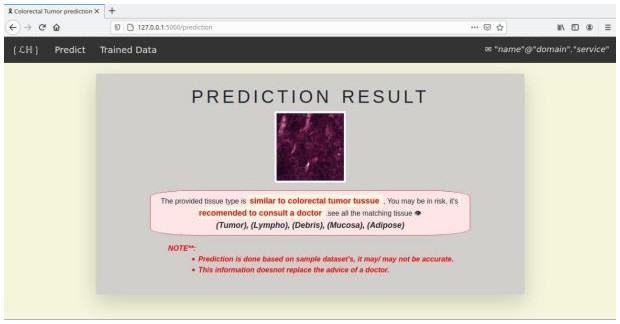 Colorectal Tumor prediction ×
127.0.0.1:5000/prediction
{ℒℍ} Predict Trained Data ✉ "name"@"domain"."service"
PREDICTION RESULT
The provided tissue type is similar to colorectal tumor tussue , You may be in risk, it's
recomended to consult a doctor .see all the matching tissue
(Tumor), (Lympho), (Debris), (Mucosa), (Adipose)
NOTE**:
• Prediction is done based on sample dataset's, it may/ may not be accurate.
• This information doesnot replace the advice of a doctor.